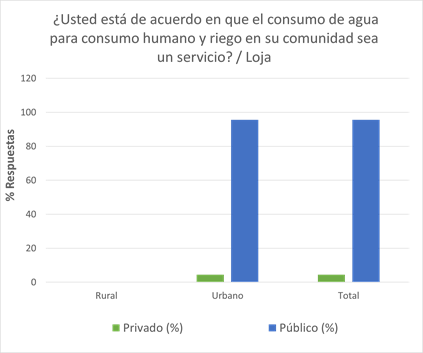 ¿Usted está de acuerdo en que el consumo de agua
para consumo humano y riego en su comunidad sea
un servicio? / Loja
% Respuestas
120
100
80
60
40
20
0
Rural
Urbano
Total
Privado (%)
Público (%)